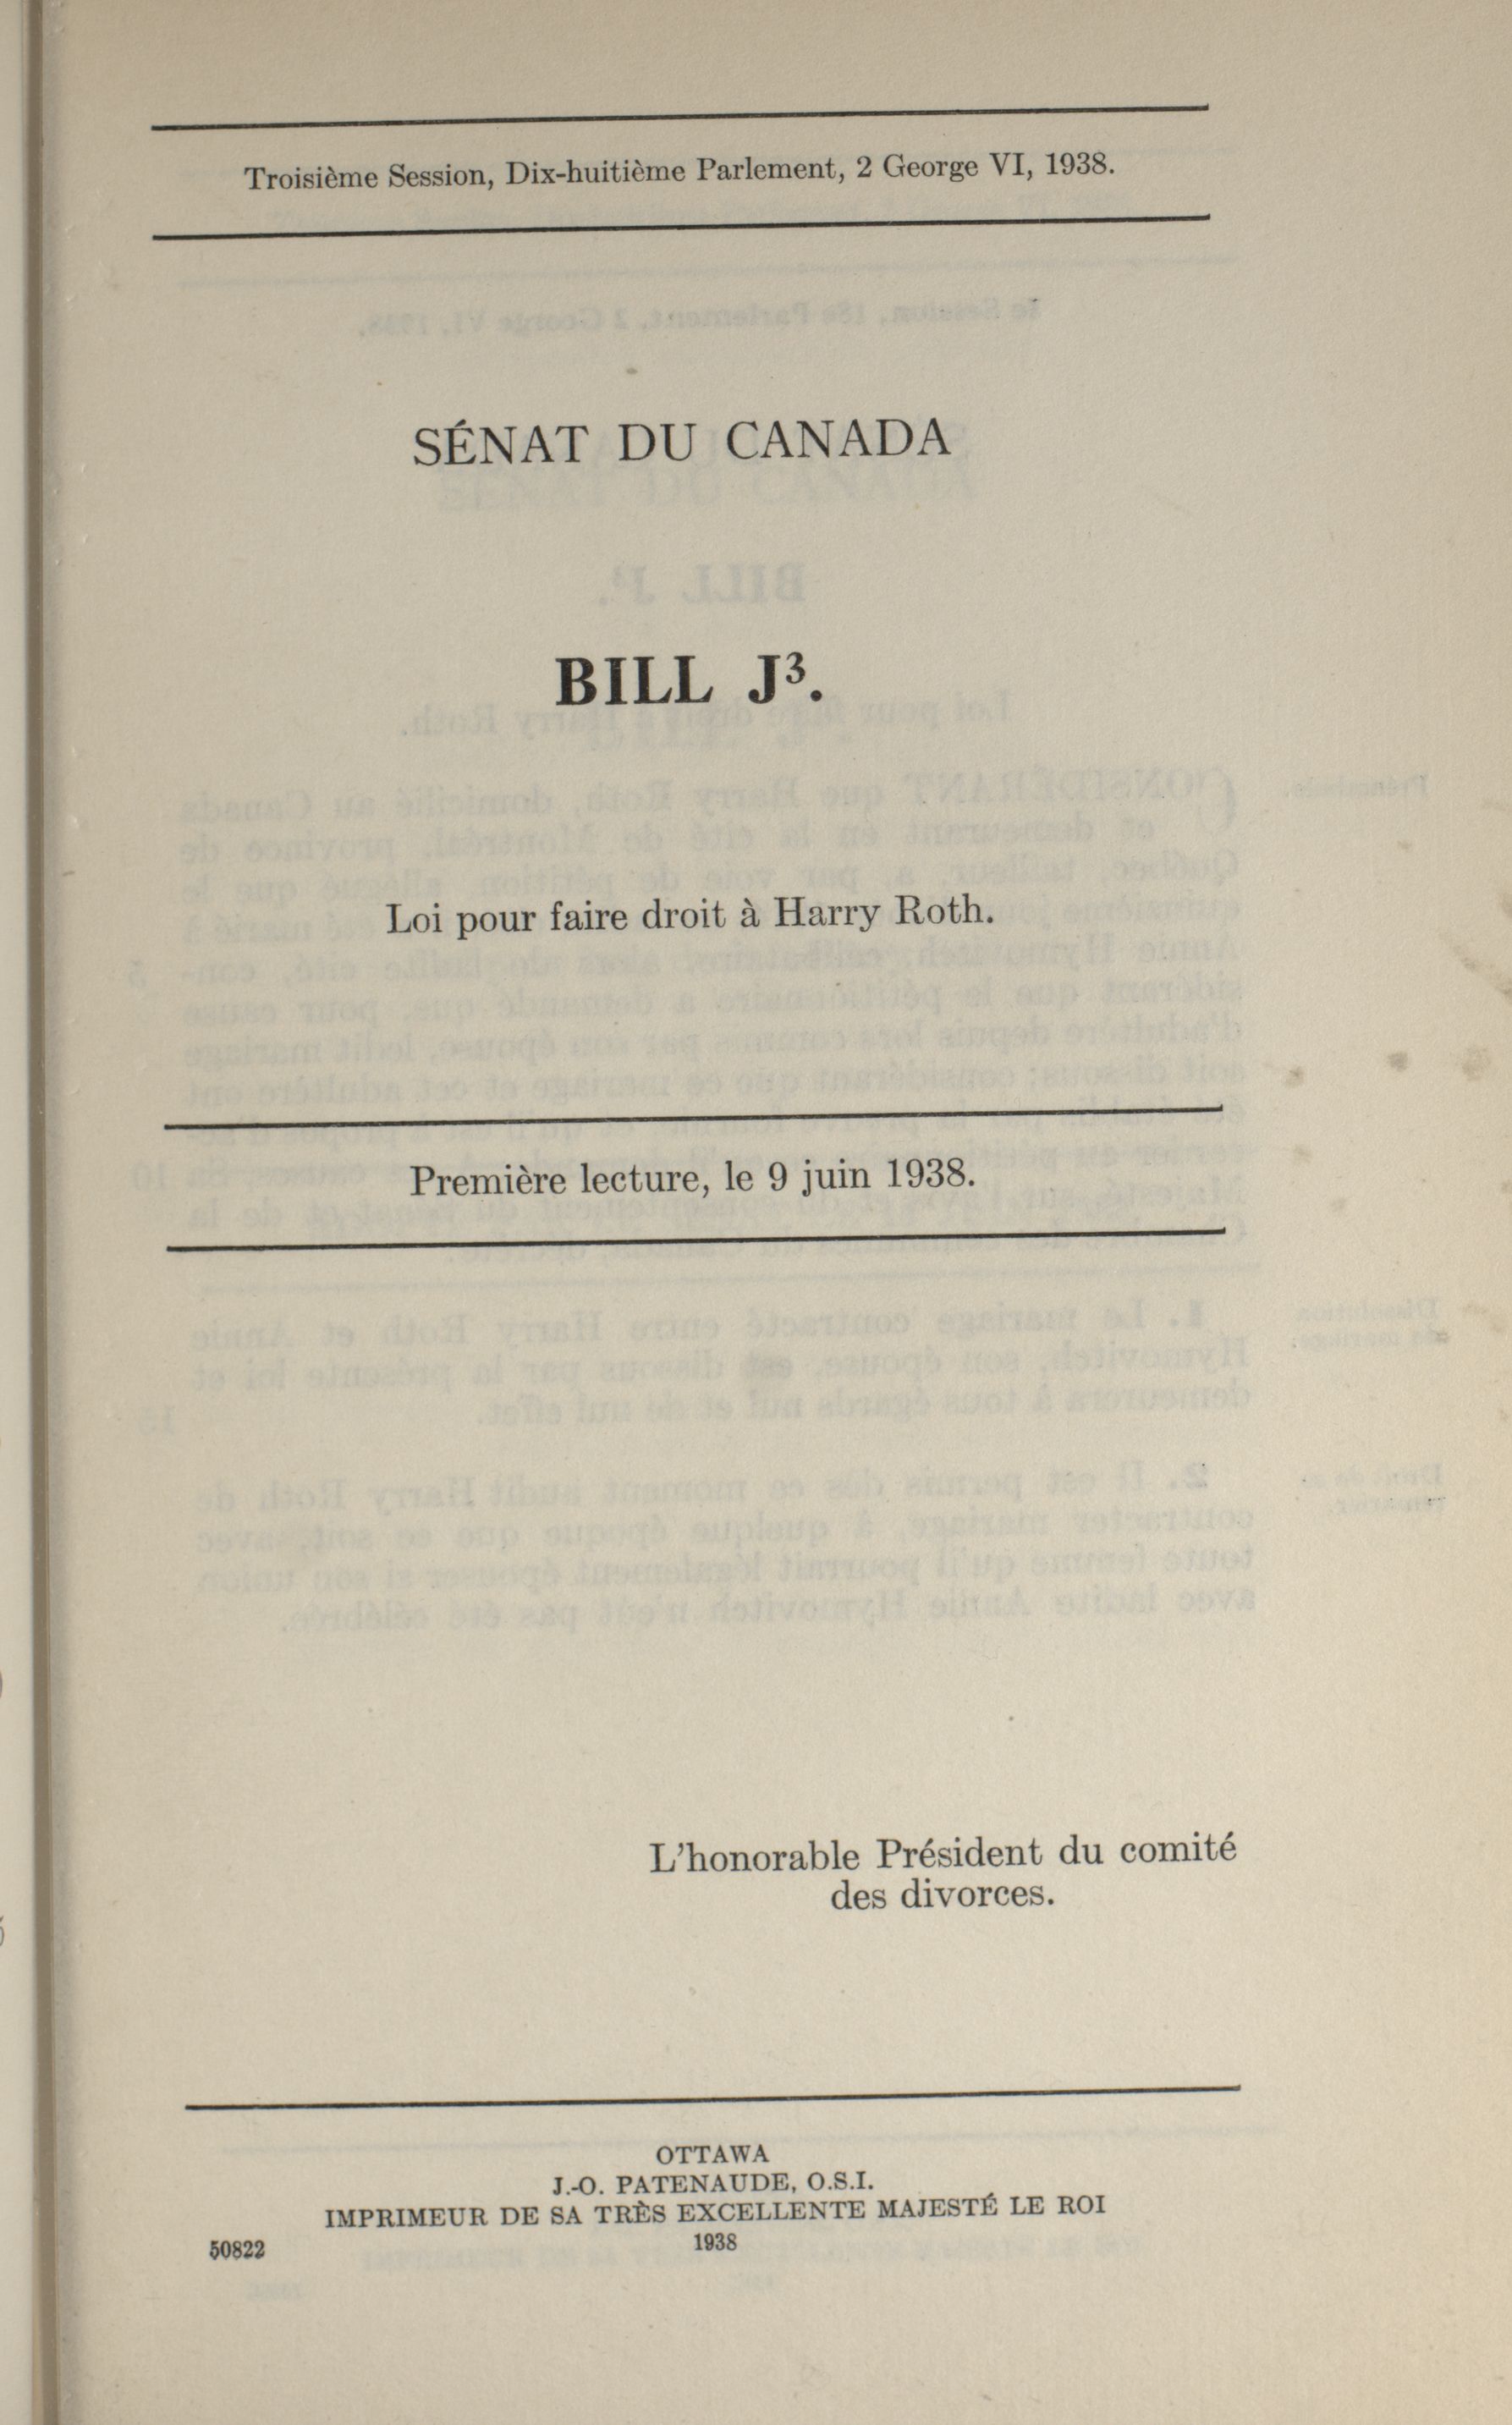 Troisième Session, Dix-huitième Parlement, 2 George VI, 1938.
SÉNAT DU CANADA
BILL J³.
Loi pour faire droit à Harry Roth.
Première lecture, le 9 juin 1938.
L'honorable Président du comité
des divorces.
OTTAWA
J.-O. PATENAUDE, O.S.I.
IMPRIMEUR DE SA TRÈS EXCELLENTE MAJESTÉ LE ROI
50822 1938